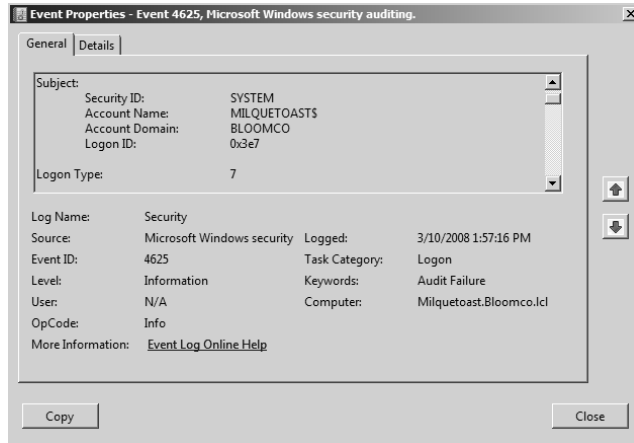 Event Properties - Event 4625, Microsoft Windows security auditing.
General Details
Subject:
Security ID: SYSTEM
Account Name: MILQUETOAST$
Account Domain: BLOOMCO
Logon ID: 0x3e7
Logon Type: 7
Log Name: Security
Source: Microsoft Windows security Logged: 3/10/2008 1:57:16 PM
Event ID: 4625 Task Category: Logon
Level: Information Keywords: Audit Failure
User: N/A Computer: Milquetoast.Bloomco.lcl
OpCode: Info
More Information: Event Log Online Help
Copy Close